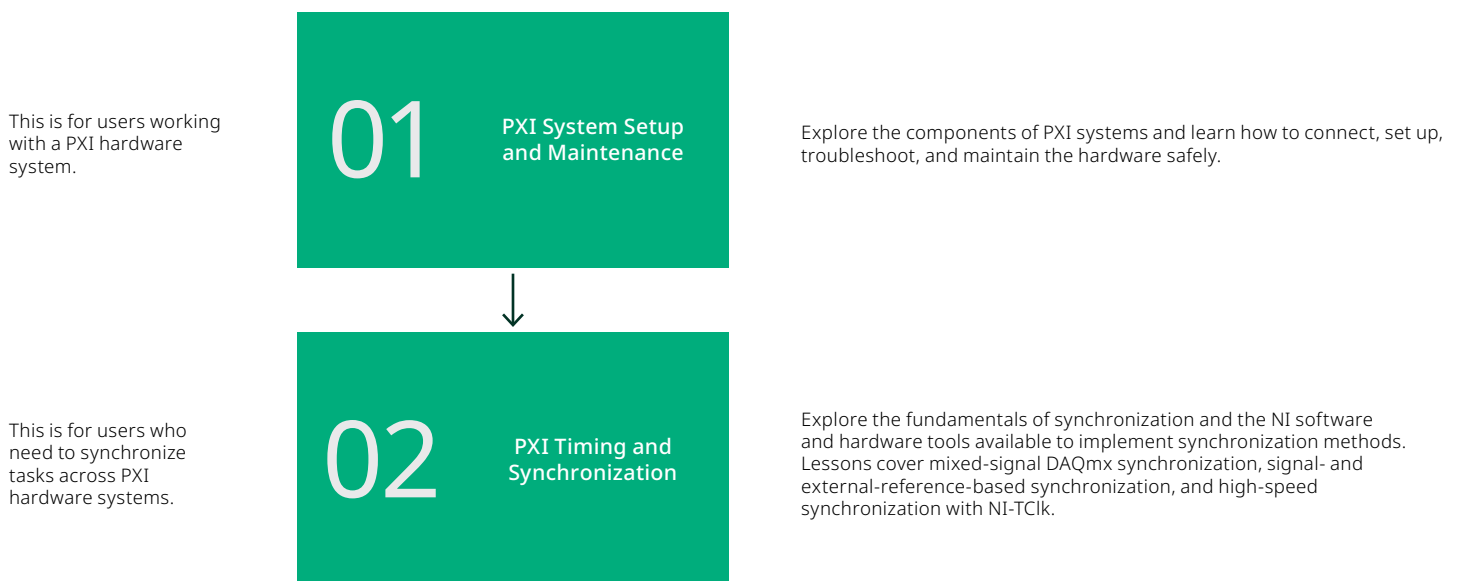 This is for users working
with a PXI hardware
system.
01
PXI System Setup
and Maintenance
Explore the components of PXI systems and learn how to connect, set up,
troubleshoot, and maintain the hardware safely.
This is for users who
need to synchronize
tasks across PXI
hardware systems.
02
PXI Timing and
Synchronization
Explore the fundamentals of synchronization and the NI software
and hardware tools available to implement synchronization methods.
Lessons cover mixed-signal DAQmx synchronization, signal- and
external-reference-based synchronization, and high-speed
synchronization with NI-TClk.